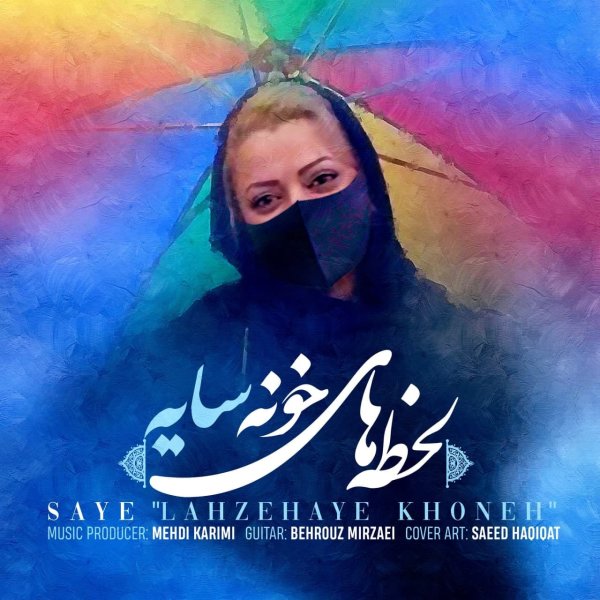 لحظه های خونه سایه
SAYE "LAHZEHAYE KHONEH"
MUSIC PRODUCER: MEHDI KARIMI GUITAR: BEHROUZ MIRZAEI COVER ART: SAEED HAQIQAT